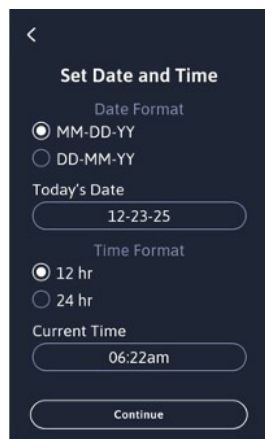 Set Date and Time
Date Format
MM-DD-YY
DD-MM-YY
Today's Date
12-23-25
Time Format
12 hr
24 hr
Current Time
06:22am
Continue